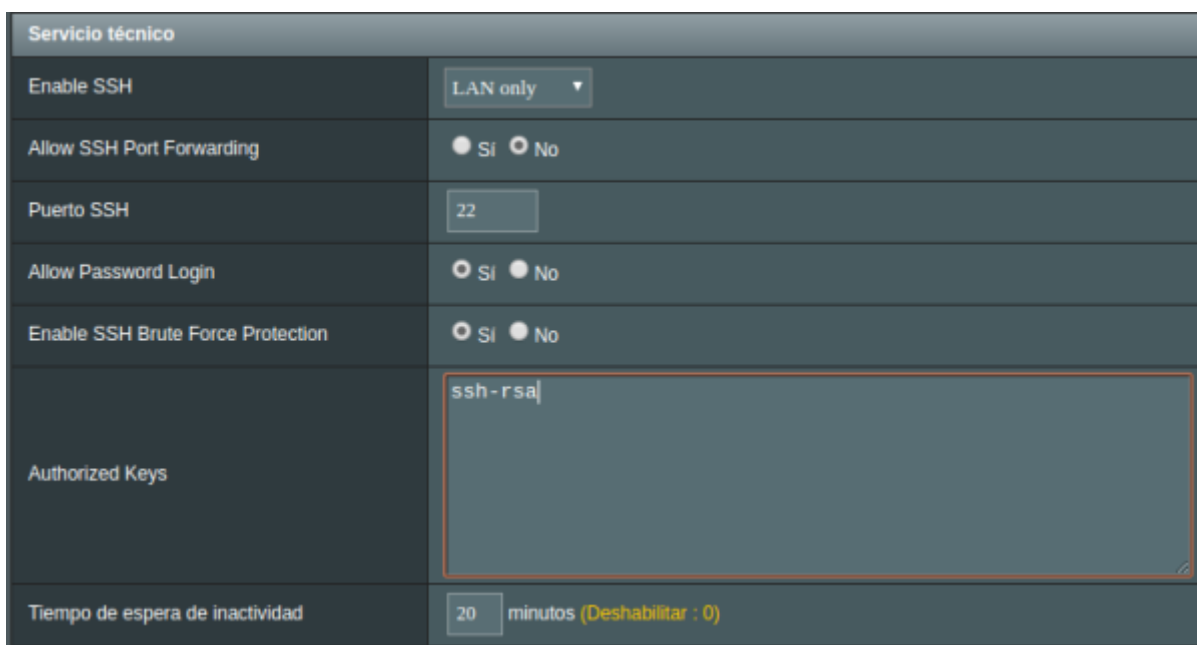 Servicio técnico
Enable SSH LAN only
Allow SSH Port Forwarding Sí No
Puerto SSH 22
Allow Password Login Sí No
Enable SSH Brute Force Protection Sí No
ssh-rsa
Authorized Keys
Tiempo de espera de inactividad 20 minutos (Deshabilitar : 0)